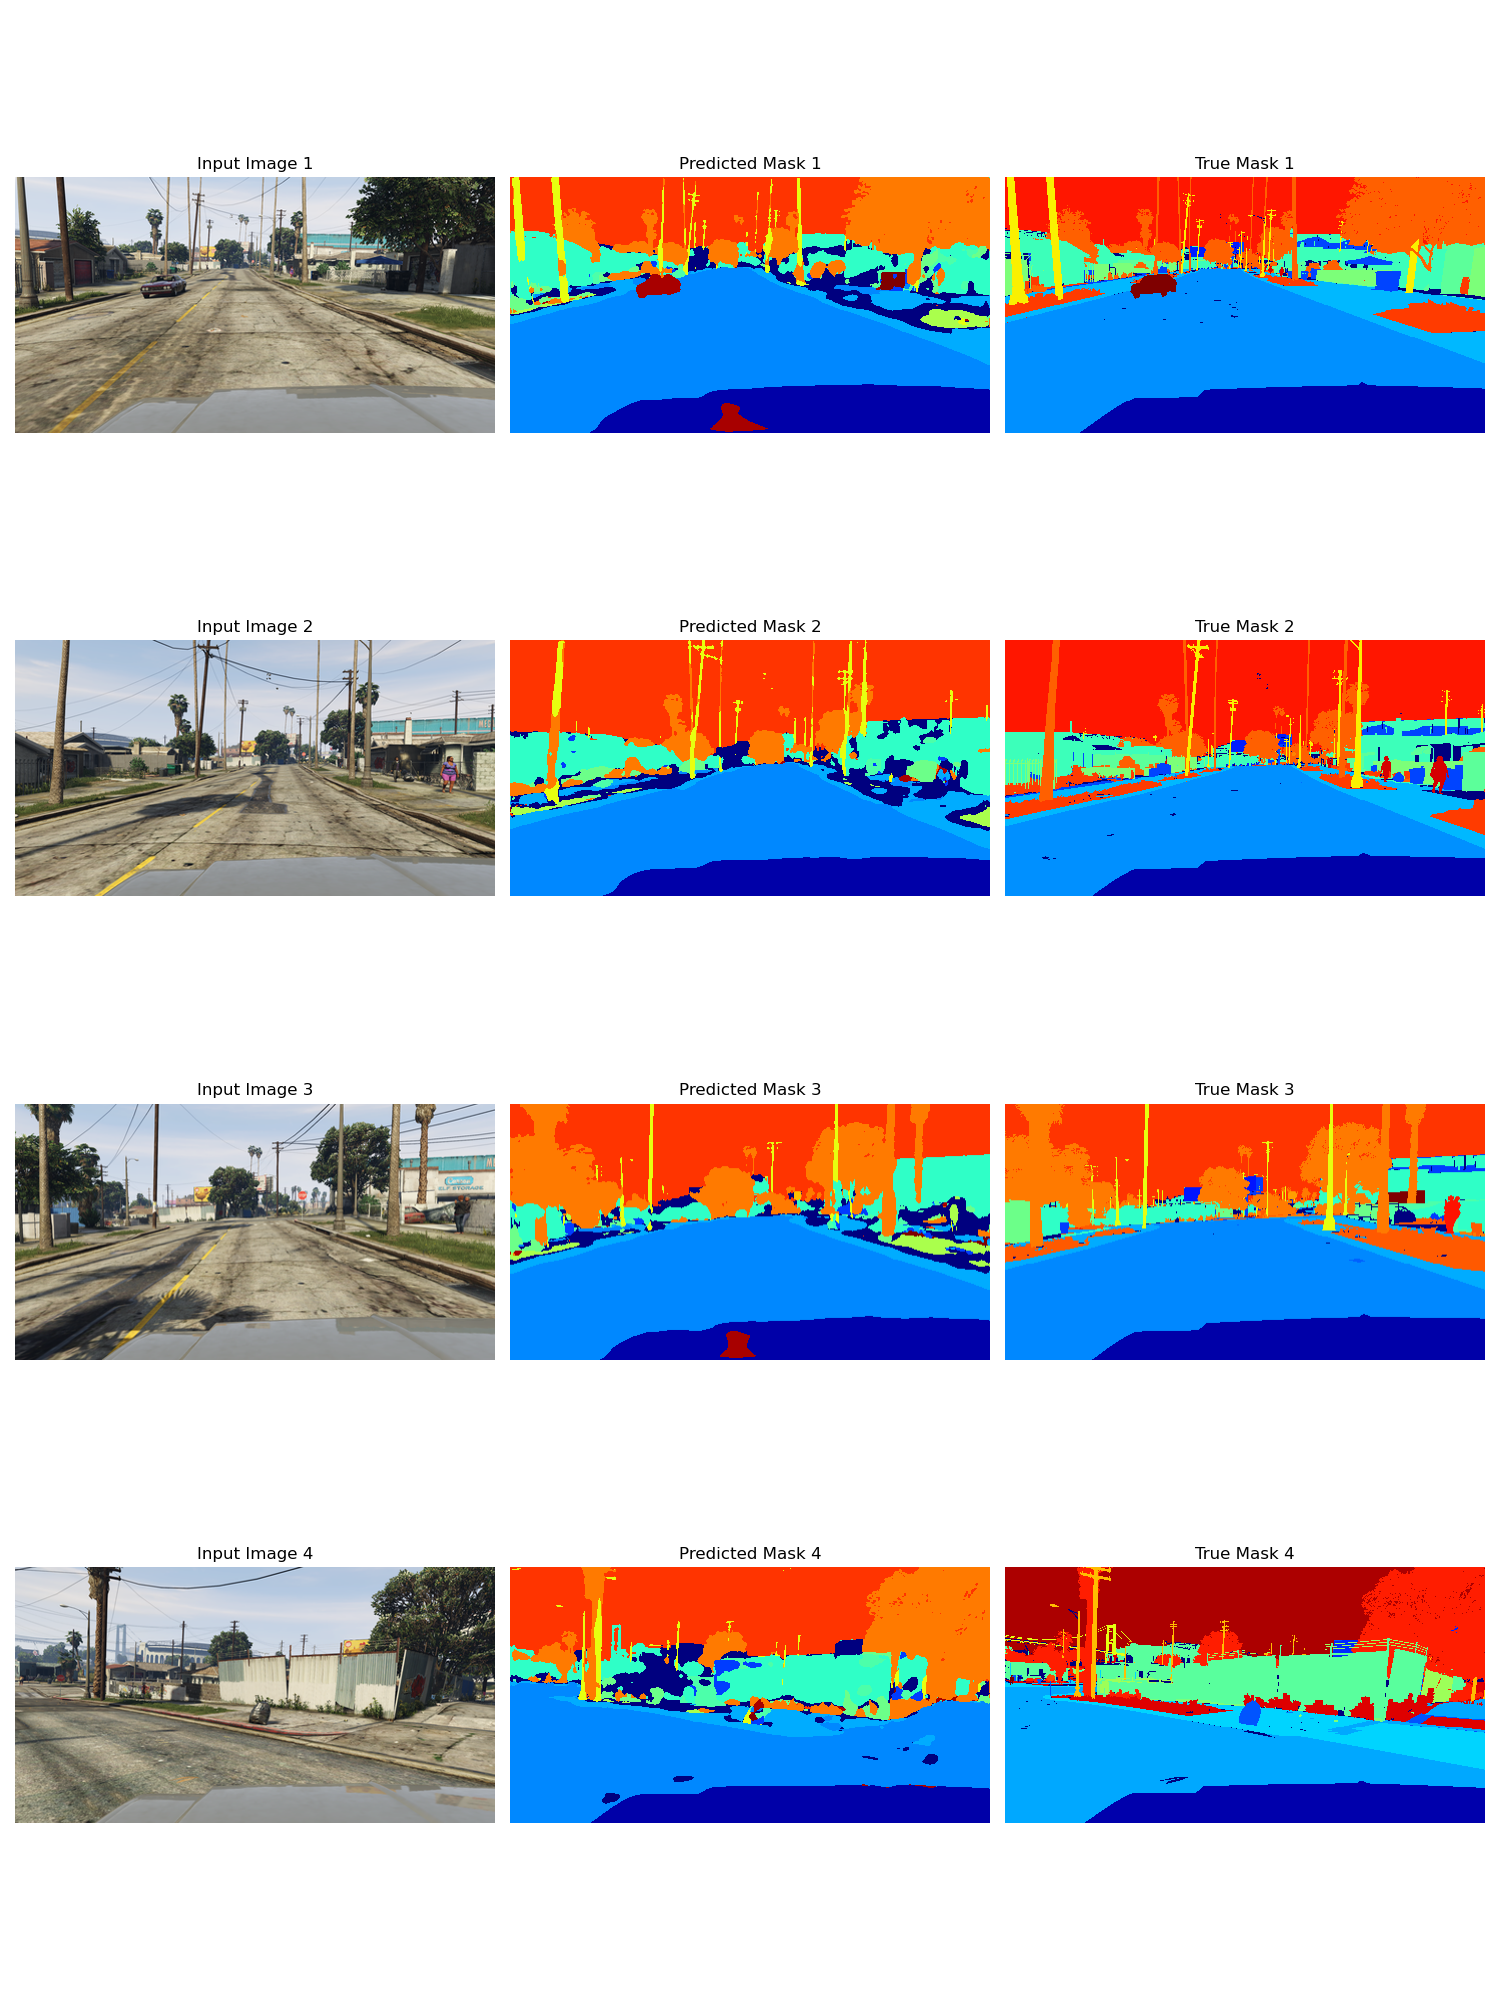 Input Image 1
Predicted Mask 1
True Mask 1
Input Image 2
Predicted Mask 2
True Mask 2
Input Image 3
Predicted Mask 3
True Mask 3
Input Image 4
Predicted Mask 4
True Mask 4